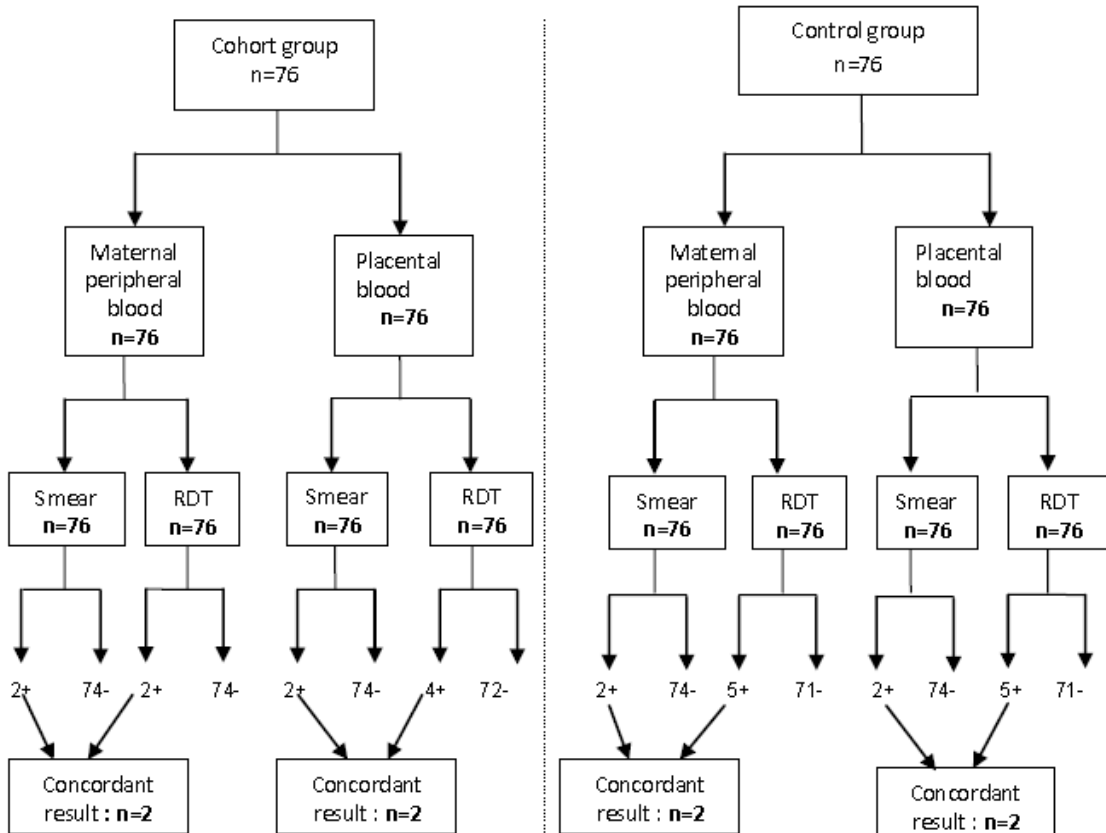 Cohort group
n=76
Control group
n=76
Maternal
peripheral
blood
n=76
Placental
blood
n=76
Maternal
peripheral
blood
n=76
Placental
blood
n=76
Smear
n=76
RDT
n=76
Smear
n=76
RDT
n=76
Smear
n=76
RDT
n=76
Smear
n=76
RDT
n=76
2+ 74- 2+ 74- 2+ 74- 4+ 72- 2+ 74- 5+ 71- 2+ 74- 5+ 71-
Concordant
result : n=2
Concordant
result : n=2
Concordant
result : n=2
Concordant
result : n=2